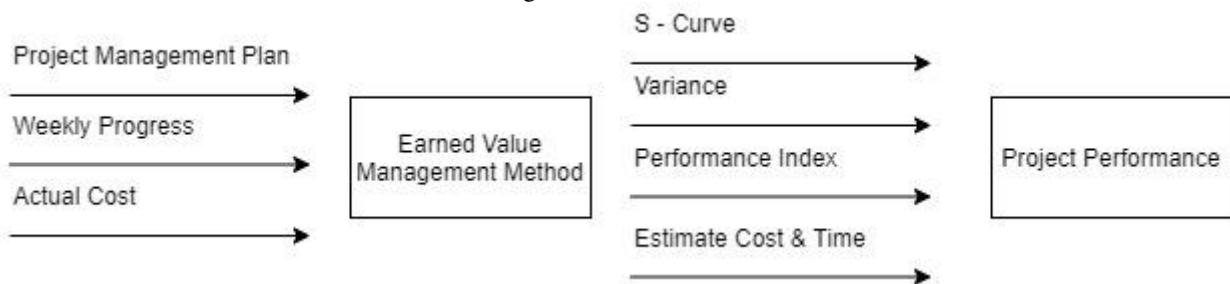 Project Management Plan
Weekly Progress
Actual Cost
Earned Value
Management Method
S - Curve
Variance
Performance Index
Estimate Cost & Time
Project Performance